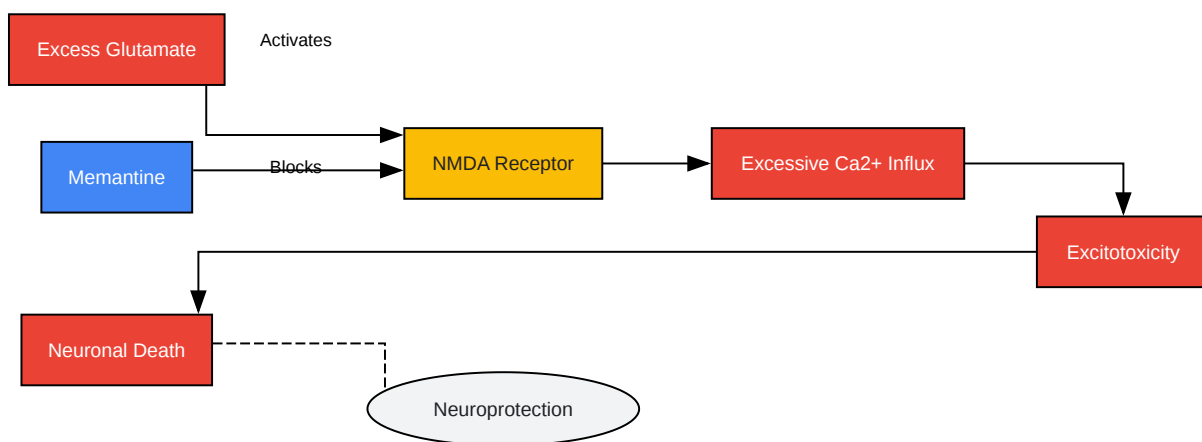 Excess Glutamate
Activates
Memantine
Blocks
NMDA Receptor
Excessive Ca2+ Influx
Excitotoxicity
Neuronal Death
Neuroprotection